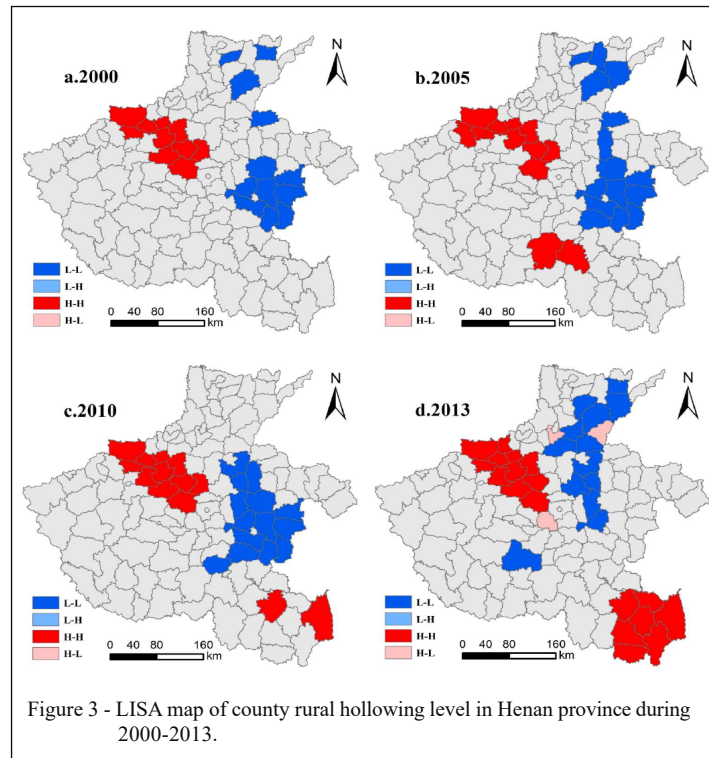 a.2000
N
L-L
L-H
H-H
H-L
0 40 80 160
km
b.2005
N
L-L
L-H
H-H
H-L
0 40 80 160
km
c.2010
N
L-L
L-H
H-H
H-L
0 40 80 160
km
d.2013
N
L-L
L-H
H-H
H-L
0 40 80 160
km
Figure 3 - LISA map of county rural hollowing level in Henan province during
2000-2013.